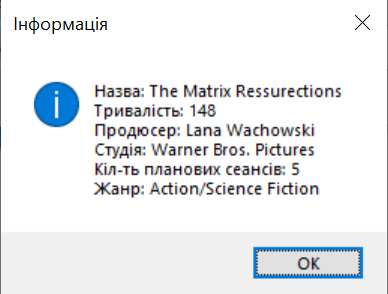 Інформація
Назва: The Matrix Ressurections
Тривалість: 148
Продюсер: Lana Wachowski
Студія: Warner Bros. Pictures
Кіл-ть планових сеансів: 5
Жанр: Action/Science Fiction
OK